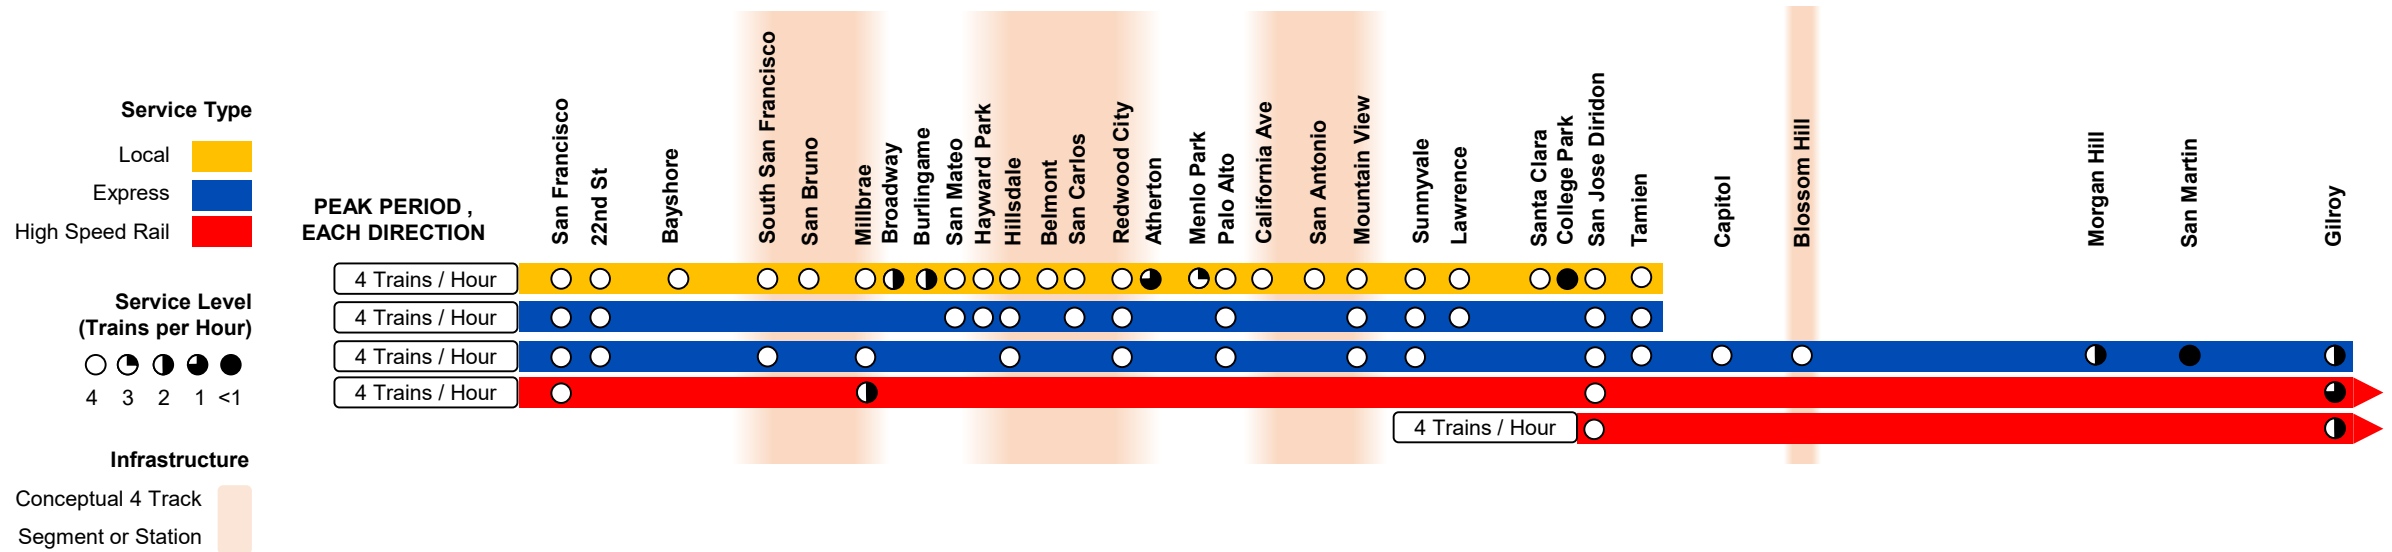 Service Type
Local
Express
High Speed Rail
Service Level
(Trains per Hour)
4 3 2 1 <1
Infrastructure
Conceptual 4 Track
Segment or Station
PEAK PERIOD ,
EACH DIRECTION
San Francisco
22nd St
Bayshore
South San Francisco
San Bruno
Millbrae
Broadway
Burlingame
San Mateo
Hayward Park
Hillsdale
Belmont
San Carlos
Redwood City
Atherton
Menlo Park
Palo Alto
California Ave
San Antonio
Mountain View
Sunnyvale
Lawrence
Santa Clara
College Park
San Jose Diridon
Tamien
Capitol
Blossom Hill
Morgan Hill
San Martin
Gilroy
4 Trains / Hour
4 Trains / Hour
4 Trains / Hour
4 Trains / Hour
4 Trains / Hour